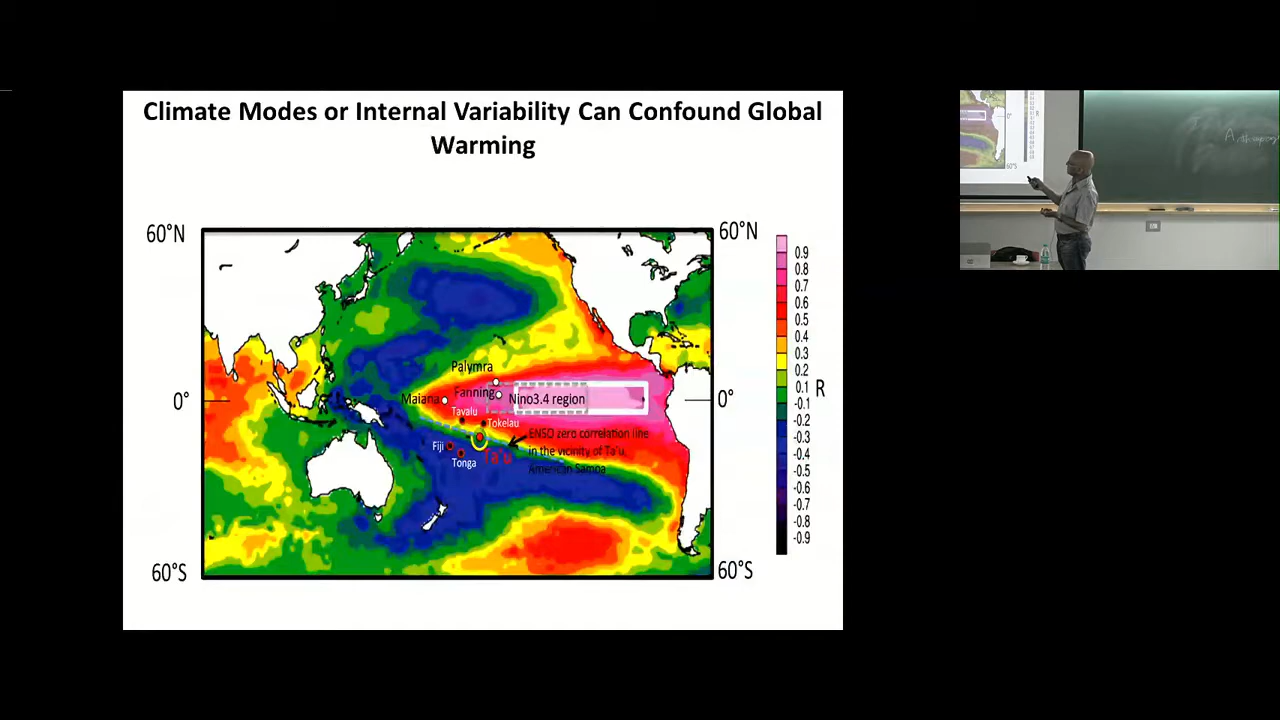 Climate Modes or Internal Variability Can Confound Global
Warming
60°N
60°N
0.9
0.8
0.7
0.6
0.5
0.4
0.3
0.2
0.1
-0.1
-0.2
-0.3
-0.4
-0.5
-0.6
-0.7
-0.8
-0.9
R
Palymra
Fanning
Maiana
Nino3.4 region
0°
0°
Tavalu
Tokelau
Fiji
Tonga
Ta'u
ENSO zero correlation line
in the vicinity of Ta'u,
American Samoa
60°S
60°S
0°
R
60°S